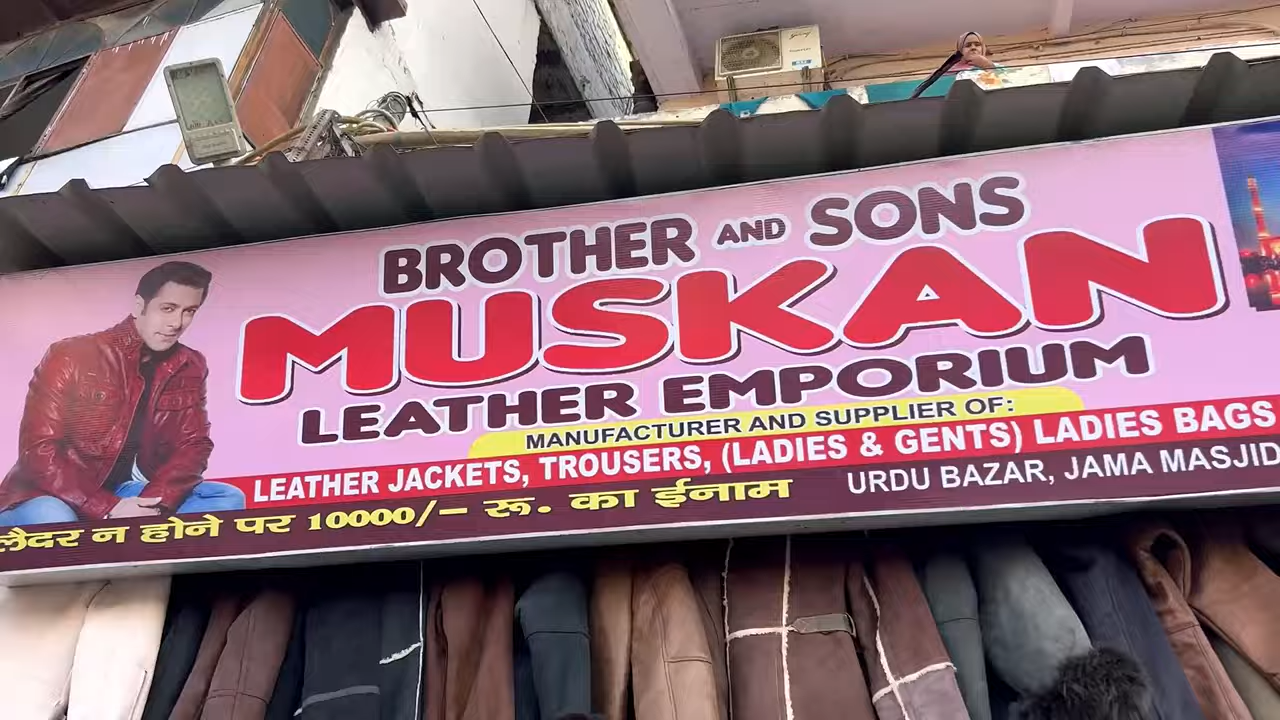 BROTHER AND SONS
MUSKAN
LEATHER EMPORIUM
MANUFACTURER AND SUPPLIER OF:
LEATHER JACKETS, TROUSERS, (LADIES & GENTS) LADIES BAGS
URDU BAZAR, JAMA MASJID
लैदर न होने पर 10000/- रू. का ईनाम